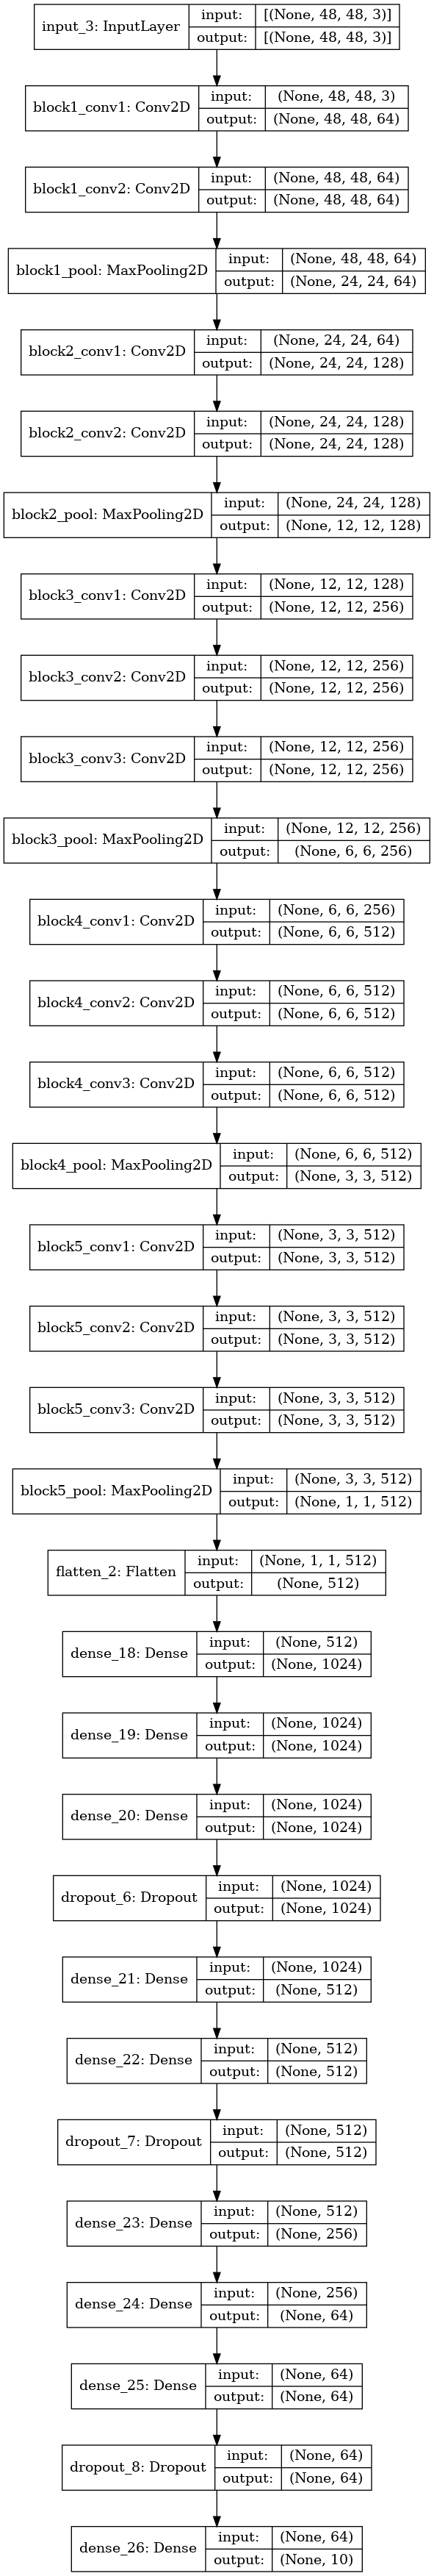 input_3: InputLayer
input: [(None, 48, 48, 3)]
output: [(None, 48, 48, 3)]
block1_conv1: Conv2D
input: (None, 48, 48, 3)
output: (None, 48, 48, 64)
block1_conv2: Conv2D
input: (None, 48, 48, 64)
output: (None, 48, 48, 64)
block1_pool: MaxPooling2D
input: (None, 48, 48, 64)
output: (None, 24, 24, 64)
block2_conv1: Conv2D
input: (None, 24, 24, 64)
output: (None, 24, 24, 128)
block2_conv2: Conv2D
input: (None, 24, 24, 128)
output: (None, 24, 24, 128)
block2_pool: MaxPooling2D
input: (None, 24, 24, 128)
output: (None, 12, 12, 128)
block3_conv1: Conv2D
input: (None, 12, 12, 128)
output: (None, 12, 12, 256)
block3_conv2: Conv2D
input: (None, 12, 12, 256)
output: (None, 12, 12, 256)
block3_conv3: Conv2D
input: (None, 12, 12, 256)
output: (None, 12, 12, 256)
block3_pool: MaxPooling2D
input: (None, 12, 12, 256)
output: (None, 6, 6, 256)
block4_conv1: Conv2D
input: (None, 6, 6, 256)
output: (None, 6, 6, 512)
block4_conv2: Conv2D
input: (None, 6, 6, 512)
output: (None, 6, 6, 512)
block4_conv3: Conv2D
input: (None, 6, 6, 512)
output: (None, 6, 6, 512)
block4_pool: MaxPooling2D
input: (None, 6, 6, 512)
output: (None, 3, 3, 512)
block5_conv1: Conv2D
input: (None, 3, 3, 512)
output: (None, 3, 3, 512)
block5_conv2: Conv2D
input: (None, 3, 3, 512)
output: (None, 3, 3, 512)
block5_conv3: Conv2D
input: (None, 3, 3, 512)
output: (None, 3, 3, 512)
block5_pool: MaxPooling2D
input: (None, 3, 3, 512)
output: (None, 1, 1, 512)
flatten_2: Flatten
input: (None, 1, 1, 512)
output: (None, 512)
dense_18: Dense
input: (None, 512)
output: (None, 1024)
dense_19: Dense
input: (None, 1024)
output: (None, 1024)
dense_20: Dense
input: (None, 1024)
output: (None, 1024)
dropout_6: Dropout
input: (None, 1024)
output: (None, 1024)
dense_21: Dense
input: (None, 1024)
output: (None, 512)
dense_22: Dense
input: (None, 512)
output: (None, 512)
dropout_7: Dropout
input: (None, 512)
output: (None, 512)
dense_23: Dense
input: (None, 512)
output: (None, 256)
dense_24: Dense
input: (None, 256)
output: (None, 64)
dense_25: Dense
input: (None, 64)
output: (None, 64)
dropout_8: Dropout
input: (None, 64)
output: (None, 64)
dense_26: Dense
input: (None, 64)
output: (None, 10)